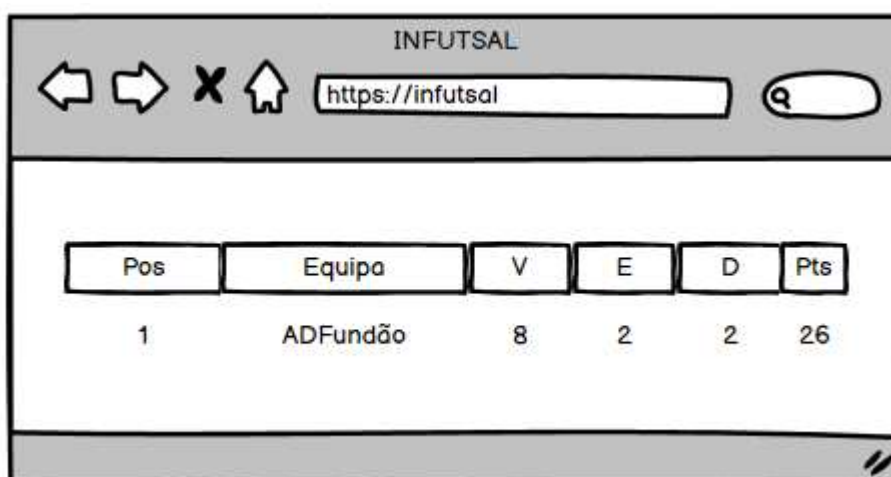 INFUTSAL
https://infutsal
Pos Equipa V E D Pts
1 ADFundão 8 2 2 26